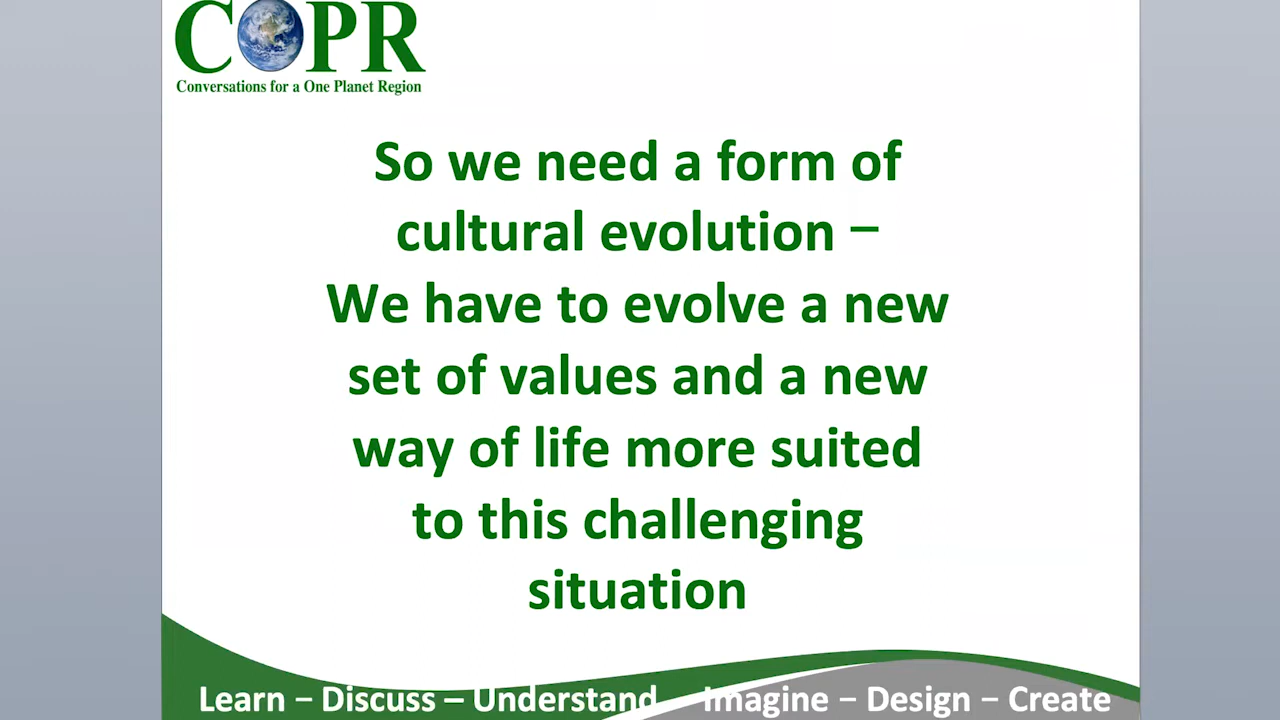 COPR
Conversations for a One Planet Region
So we need a form of
cultural evolution –
We have to evolve a new
set of values and a new
way of life more suited
to this challenging
situation
Learn – Discuss – Understand Imagine – Design – Create